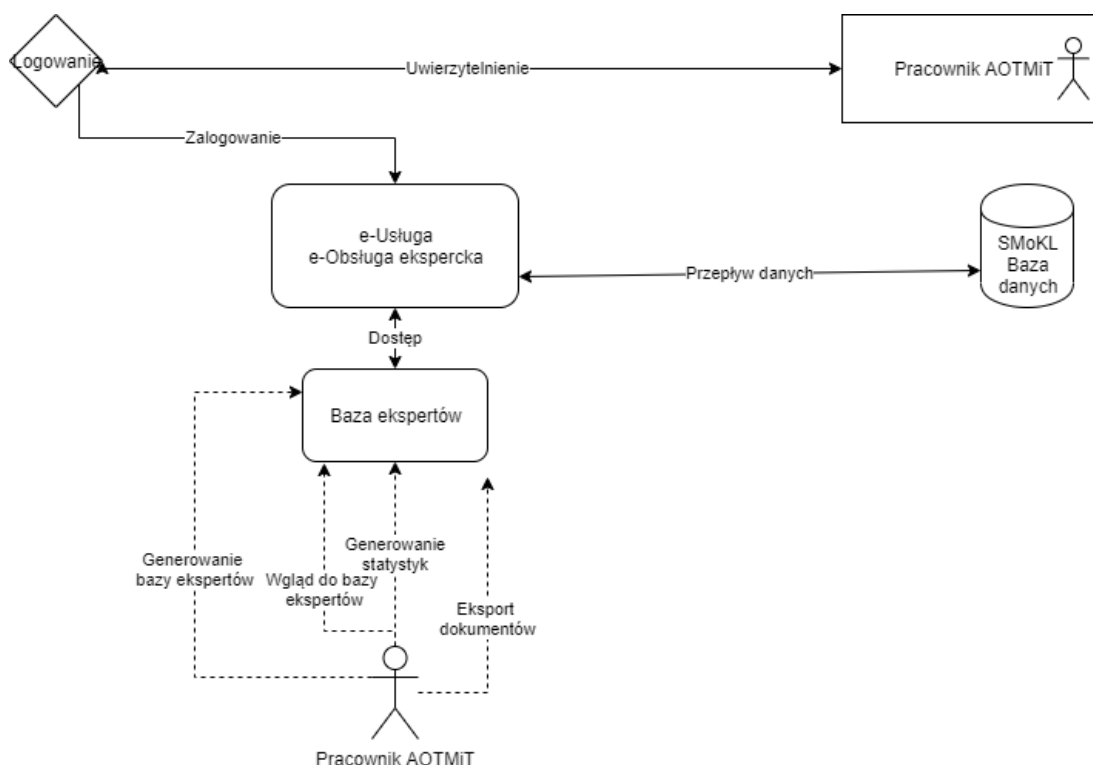 Logowanie
Uwierzytelnienie
Pracownik AOTMiT
Zalogowanie
e-Usługa
e-Obsługa ekspercka
SMoKL
Baza
danych
Przepływ danych
Dostęp
Baza ekspertów
Generowanie
bazy ekspertów
Wgląd do bazy
ekspertów
Generowanie
statystyk
Eksport
dokumentów
Pracownik AOTMiT